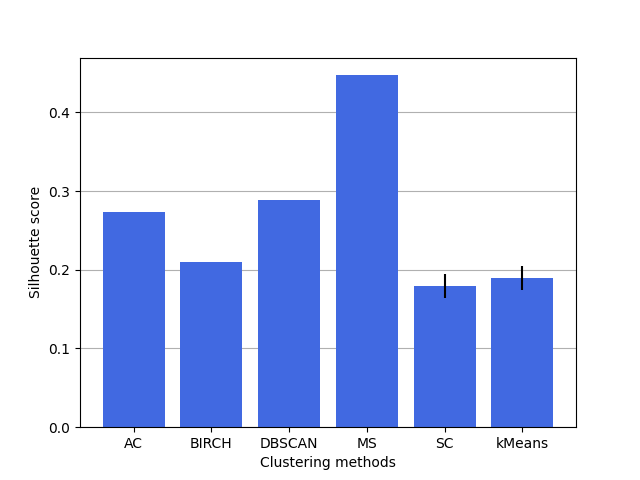 Silhouette score
0.4
0.3
0.2
0.1
0.0
AC BIRCH DBSCAN MS SC kMeans
Clustering methods